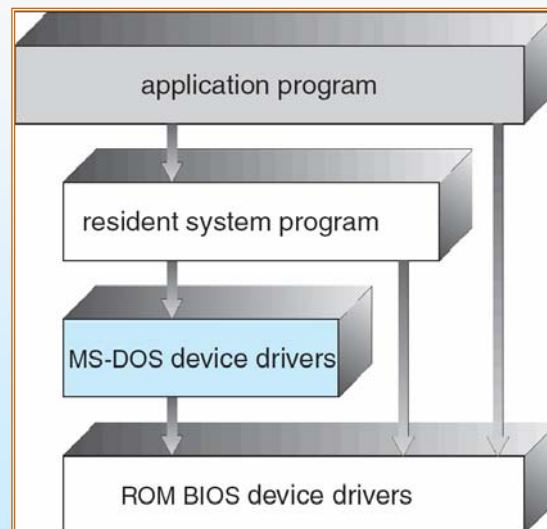 application program
resident system program
MS-DOS device drivers
ROM BIOS device drivers